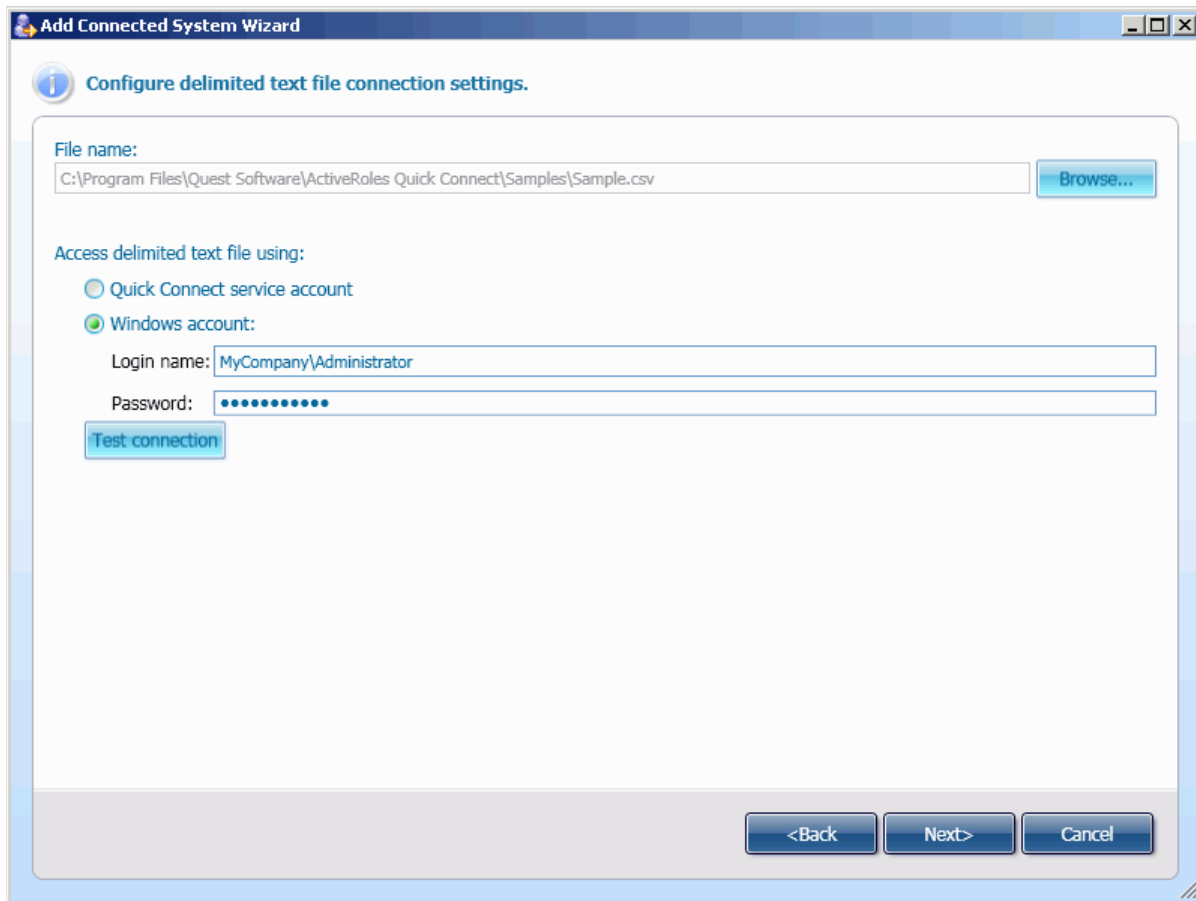 Add Connected System Wizard
Configure delimited text file connection settings.
File name:
C:\Program Files\Quest Software\ActiveRoles Quick Connect\Samples\Sample.csv
Browse...
Access delimited text file using:
Quick Connect service account
Windows account:
Login name: MyCompany\Administrator
Password: •••••••••••
Test connection
<Back Next> Cancel